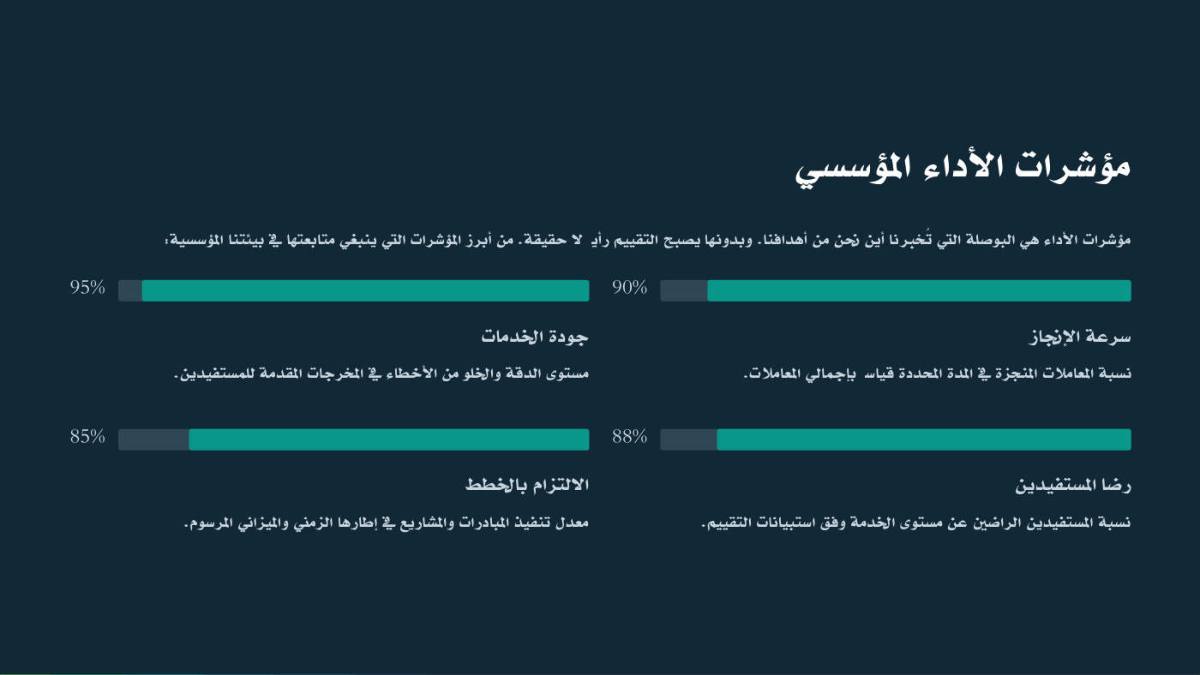 مؤشرات الأداء المؤسسي
مؤشرات الأداء هي البوصلة التي تُخبرنا أين نحن من أهدافنا. وبدونها يصبح التقييم رأي لا حقيقة. من أبرز المؤشرات التي ينبغي متابعتها في بيئتنا المؤسسية:
90%
سرعة الإنجاز
نسبة المعاملات المنجزة في المدة المحددة قياس بإجمالي المعاملات.
95%
جودة الخدمات
مستوى الدقة والخلو من الأخطاء في المخرجات المقدمة للمستفيدين.
88%
رضا المستفيدين
نسبة المستفيدين الراضين عن مستوى الخدمة وفق استبيانات التقييم.
85%
الالتزام بالخطط
معدل تنفيذ المبادرات والمشاريع في إطارها الزمني والميزاني المرسوم.